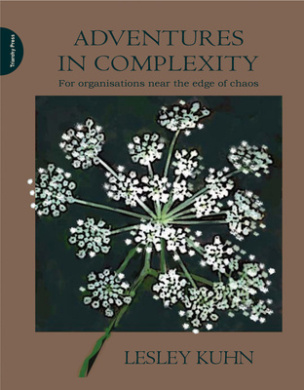 Triarchy Press
ADVENTURES
IN COMPLEXITY
For organisations near the edge of chaos
LESLEY KUHN